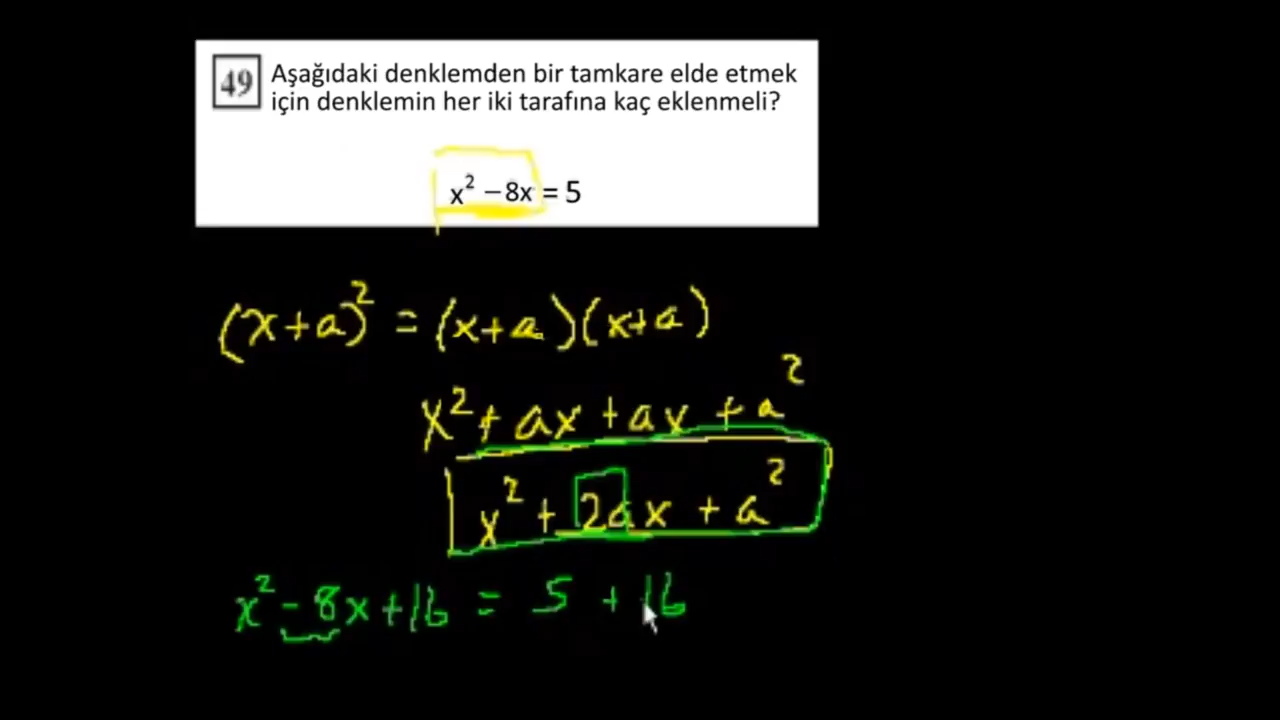 49 Aşağıdaki denklemden bir tamkare elde etmek
için denklemin her iki tarafına kaç eklenmeli?
x² − 8x = 5
(x+a)² = (x+a)(x+a)
x² + ax + ax + a²
x² + 2ax + a²
x² - 8x + 16 = 5 + 16